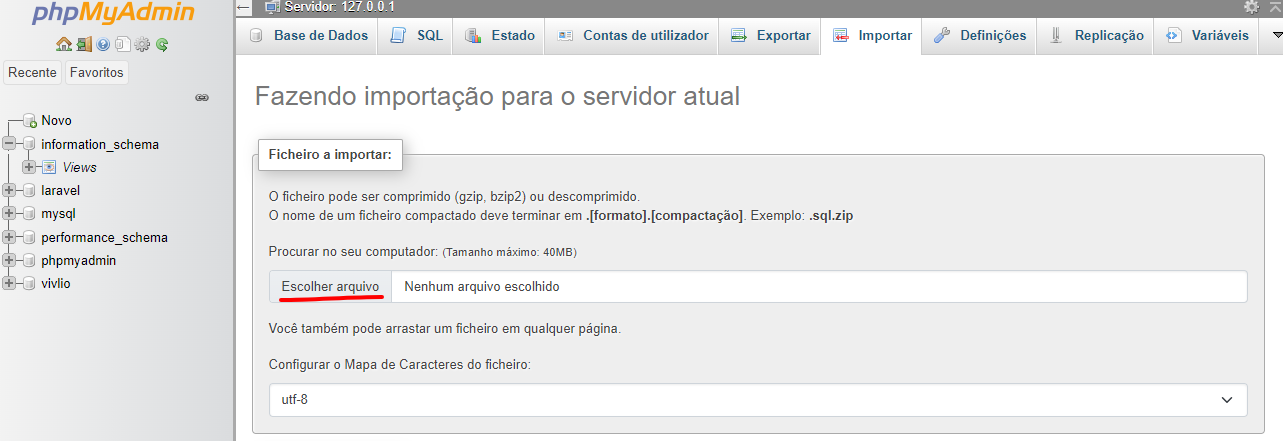 phpMyAdmin
Recente Favoritos
Novo
information_schema
Views
laravel
mysql
performance_schema
phpmyadmin
vivlio
Servidor: 127.0.0.1
Base de Dados SQL Estado Contas de utilizador Exportar Importar Definições Replicação Variáveis
Fazendo importação para o servidor atual
Ficheiro a importar:
O ficheiro pode ser comprimido (gzip, bzip2) ou descomprimido.
O nome de um ficheiro compactado deve terminar em .[formato].[compactação]. Exemplo: .sql.zip
Procurar no seu computador: (Tamanho máximo: 40MB)
Escolher arquivo Nenhum arquivo escolhido
Você também pode arrastar um ficheiro em qualquer página.
Configurar o Mapa de Caracteres do ficheiro:
utf-8